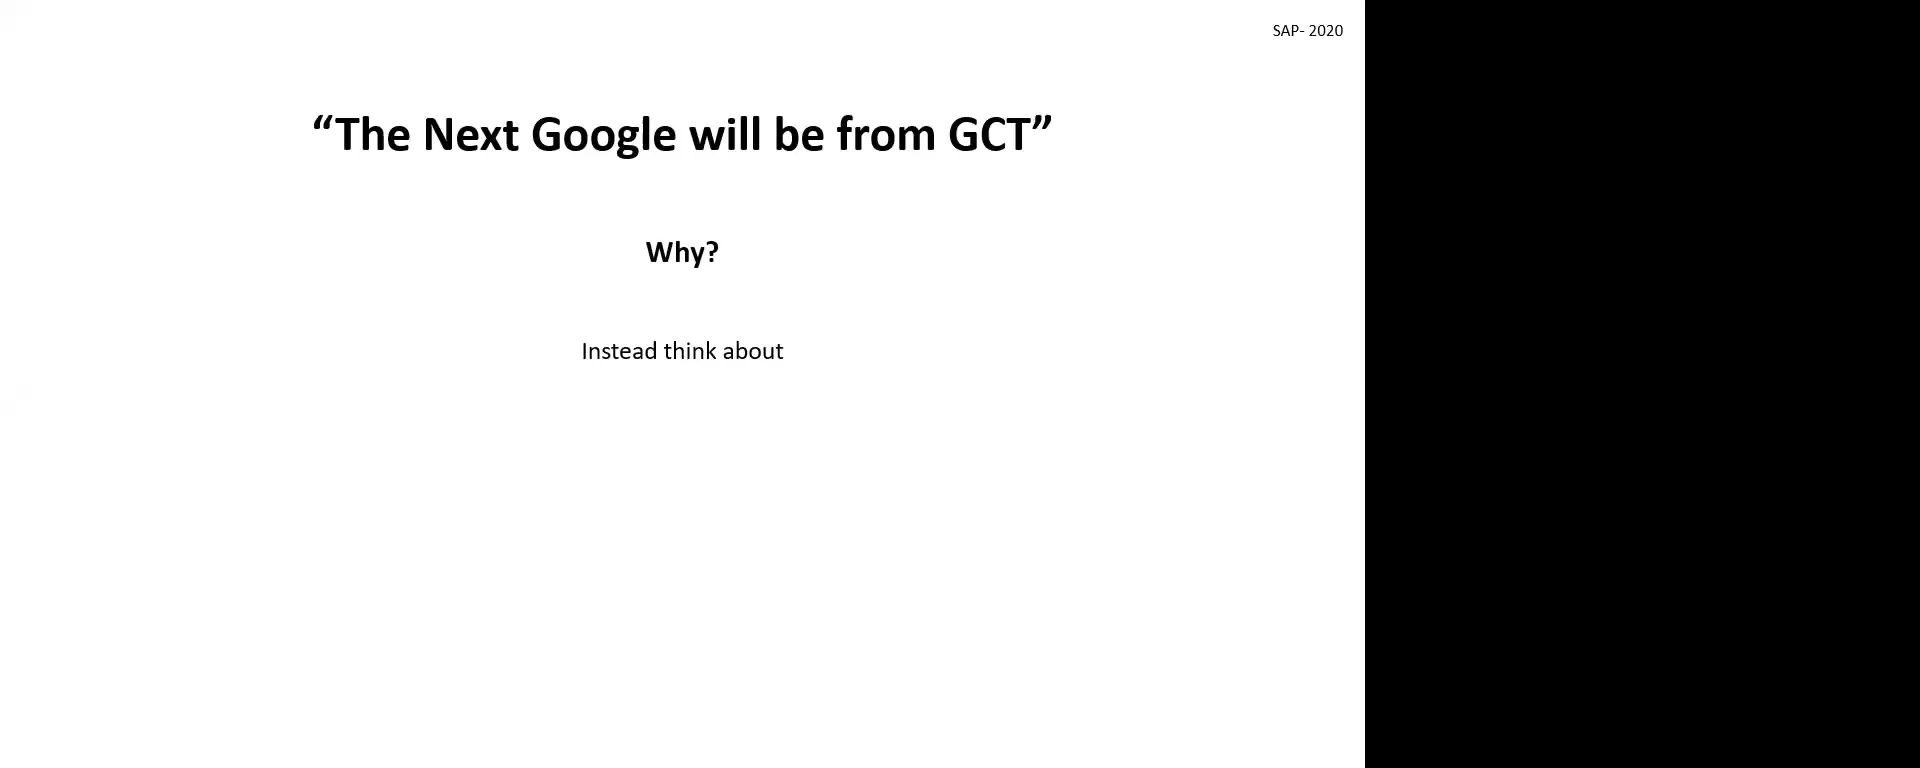 SAP- 2020
“The Next Google will be from GCT”
Why?
Instead think about